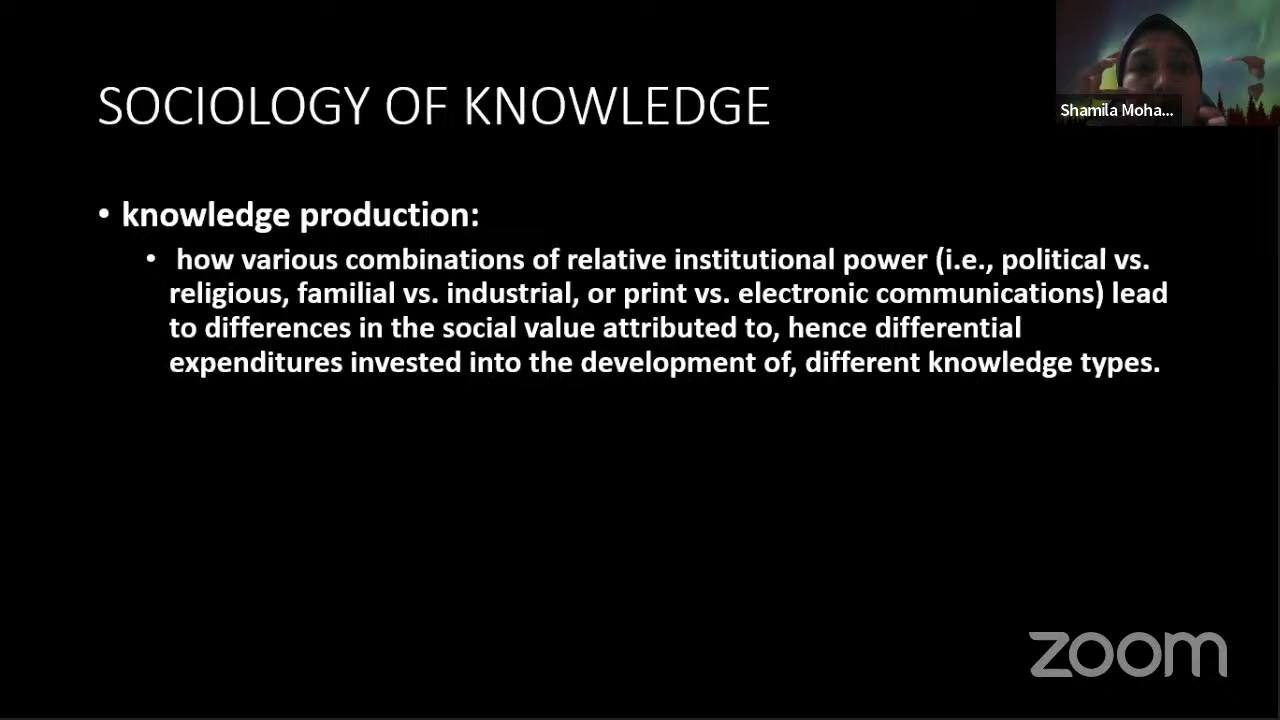 Shamila Moha...
SOCIOLOGY OF KNOWLEDGE
• knowledge production:
• how various combinations of relative institutional power (i.e., political vs.
religious, familial vs. industrial, or print vs. electronic communications) lead
to differences in the social value attributed to, hence differential
expenditures invested into the development of, different knowledge types.
zoom